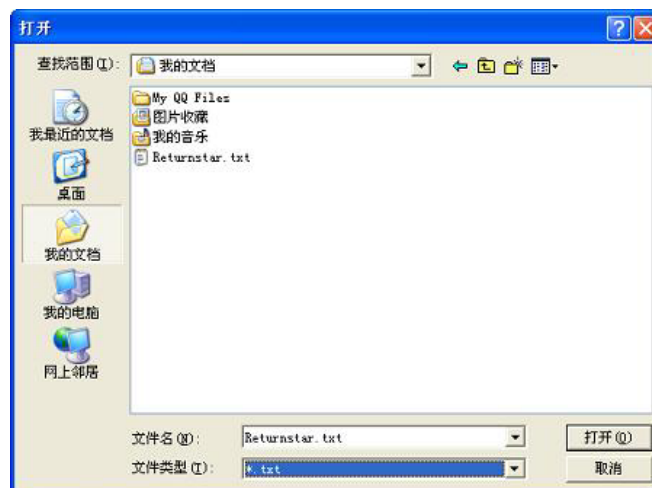 打开
查找范围(I):
我的文档
My QQ Files
图片收藏
我的音乐
Returnstar.txt
我最近的文档
桌面
我的文档
我的电脑
网上邻居
文件名(N):
Returnstar.txt
打开(O)
文件类型(T):
*.txt
取消